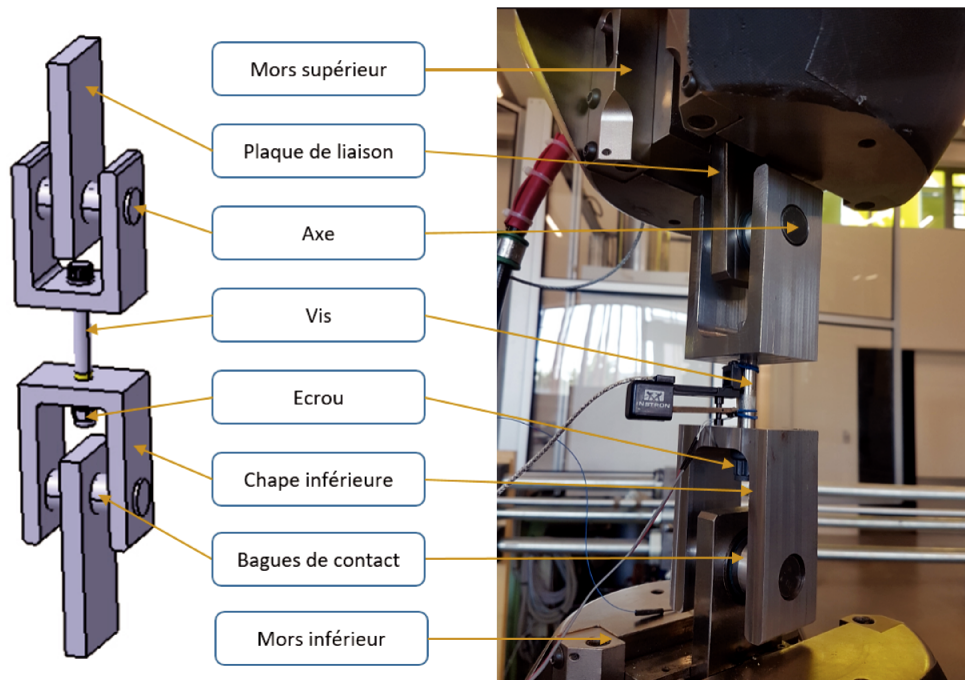 Mors supérieur
Plaque de liaison
Axe
Vis
Ecrou
INSTRON
Chape inférieure
Bagues de contact
Mors inférieur